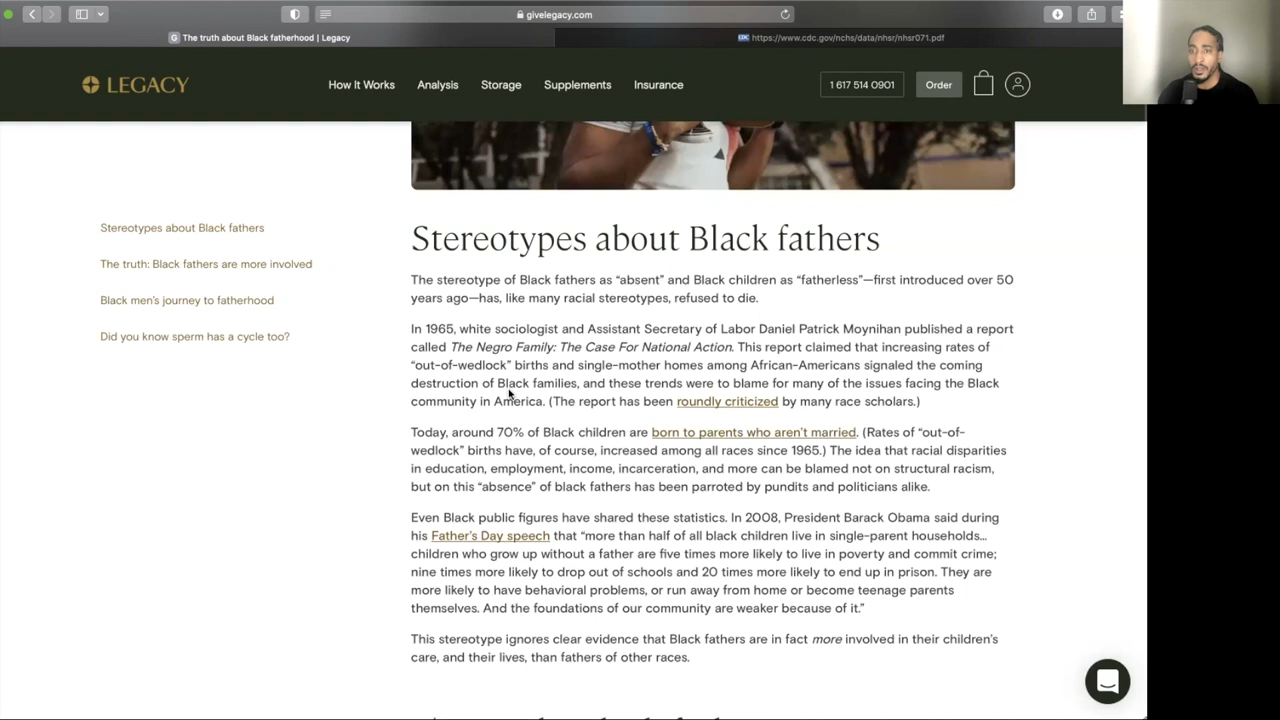 givelegacy.com
The truth about Black fatherhood | Legacy
https://www.cdc.gov/nchs/data/nhsr/nhsr071.pdf
LEGACY
How It Works
Analysis
Storage
Supplements
Insurance
1 617 514 0901
Order
Stereotypes about Black fathers
The truth: Black fathers are more involved
Black men's journey to fatherhood
Did you know sperm has a cycle too?
Stereotypes about Black fathers
The stereotype of Black fathers as “absent” and Black children as “fatherless”—first introduced over 50
years ago—has, like many racial stereotypes, refused to die.
In 1965, white sociologist and Assistant Secretary of Labor Daniel Patrick Moynihan published a report
called The Negro Family: The Case For National Action. This report claimed that increasing rates of
“out-of-wedlock” births and single-mother homes among African-Americans signaled the coming
destruction of Black families, and these trends were to blame for many of the issues facing the Black
community in America. (The report has been roundly criticized by many race scholars.)
Today, around 70% of Black children are born to parents who aren’t married. (Rates of “out-of-
wedlock” births have, of course, increased among all races since 1965.) The idea that racial disparities
in education, employment, income, incarceration, and more can be blamed not on structural racism,
but on this “absence” of black fathers has been parroted by pundits and politicians alike.
Even Black public figures have shared these statistics. In 2008, President Barack Obama said during
his Father’s Day speech that “more than half of all black children live in single-parent households…
children who grow up without a father are five times more likely to live in poverty and commit crime;
nine times more likely to drop out of schools and 20 times more likely to end up in prison. They are
more likely to have behavioral problems, or run away from home or become teenage parents
themselves. And the foundations of our community are weaker because of it.”
This stereotype ignores clear evidence that Black fathers are in fact more involved in their children’s
care, and their lives, than fathers of other races.